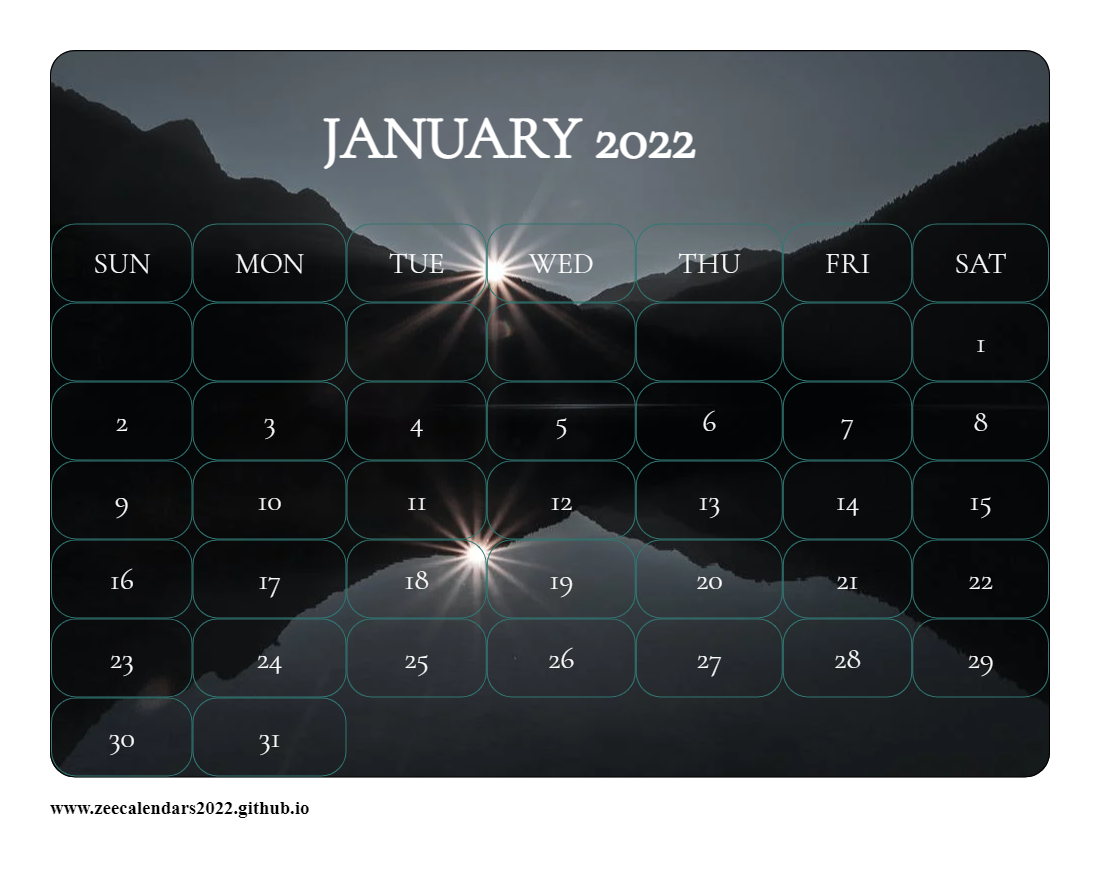 JANUARY 2022
SUN MON TUE WED THU FRI SAT
1
2 3 4 5 6 7 8
9 10 11 12 13 14 15
16 17 18 19 20 21 22
23 24 25 26 27 28 29
30 31
www.zeecalendars2022.github.io